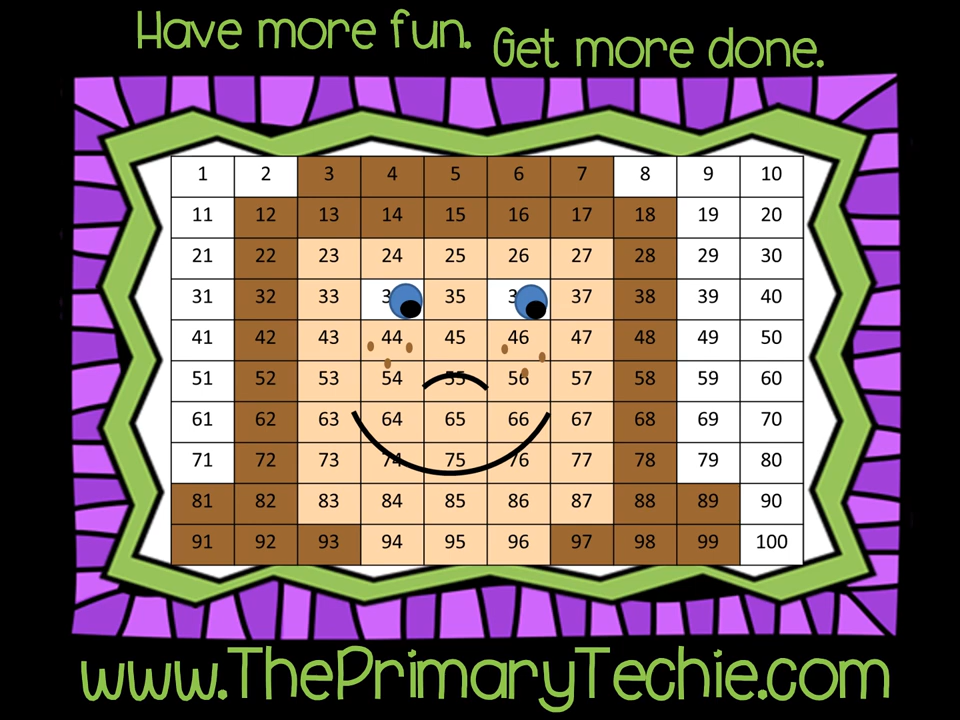 Have more fun. Get more done.
1 2 3 4 5 6 7 8 9 10
11 12 13 14 15 16 17 18 19 20
21 22 23 24 25 26 27 28 29 30
31 32 33 35 37 38 39 40
41 42 43 44 45 46 47 48 49 50
51 52 53 54 55 56 57 58 59 60
61 62 63 64 65 66 67 68 69 70
71 72 73 74 75 76 77 78 79 80
81 82 83 84 85 86 87 88 89 90
91 92 93 94 95 96 97 98 99 100
www.ThePrimaryTechie.com